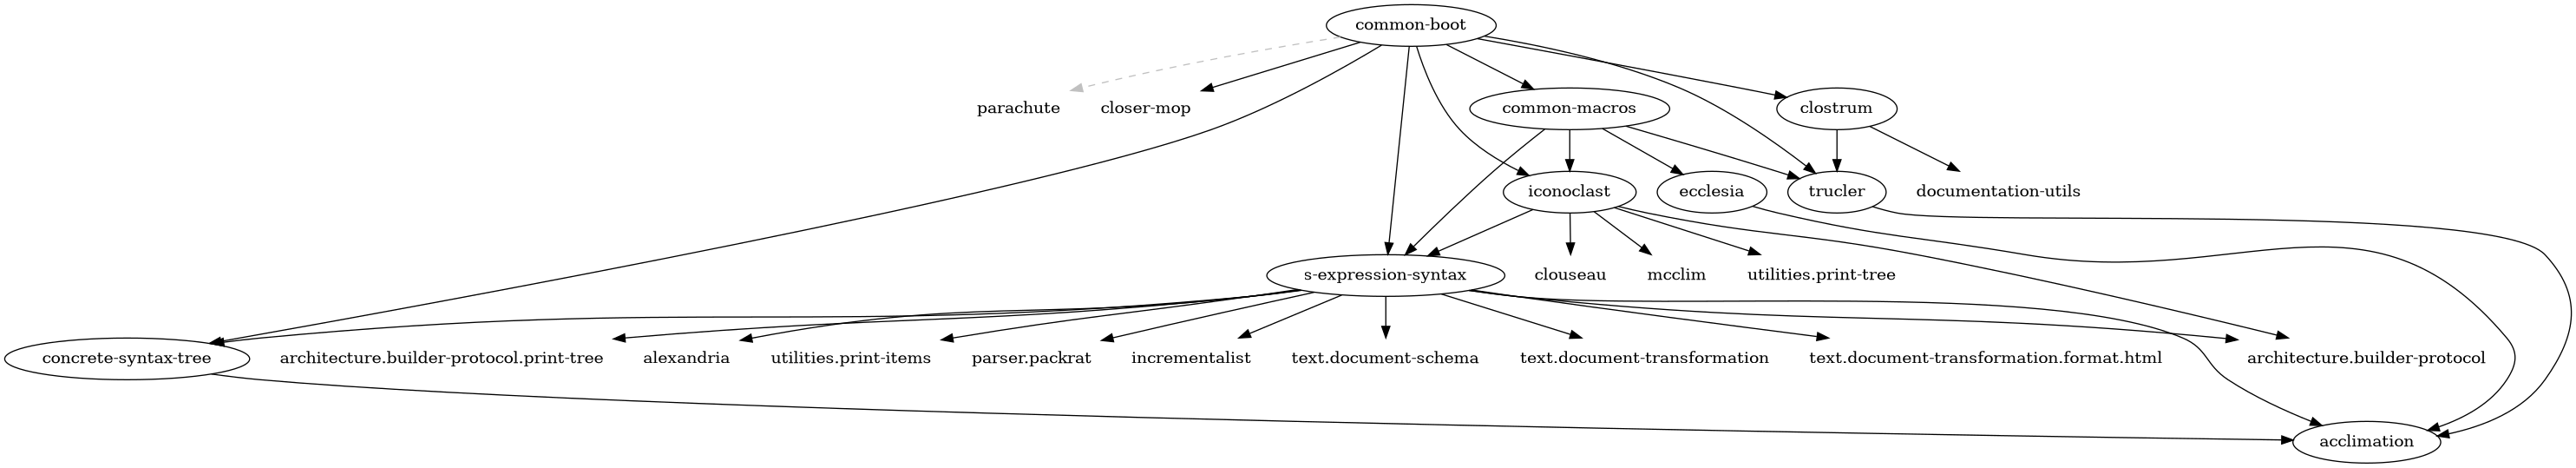 common-boot
parachute
closer-mop
common-macros
clostrum
iconoclast
ecclesia
trucler
documentation-utils
s-expression-syntax
clouseau
mcclim
utilities.print-tree
concrete-syntax-tree
architecture.builder-protocol.print-tree
alexandria
utilities.print-items
parser.packrat
incrementalist
text.document-schema
text.document-transformation
text.document-transformation.format.html
architecture.builder-protocol
acclimation